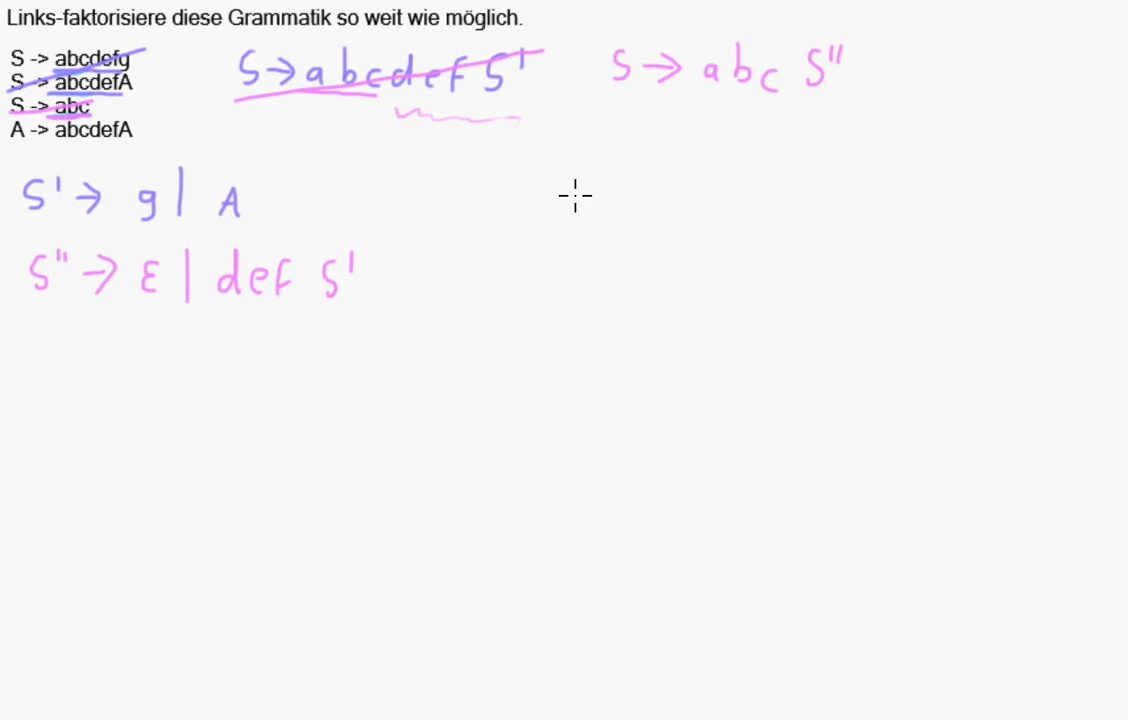 Links-faktorisiere diese Grammatik so weit wie möglich.
S -> abcdefg
S -> abcdefA
S -> abc
A -> abcdefA
S → abcdef S'
S → abc S''
S' → g | A
S'' → ε | def S'